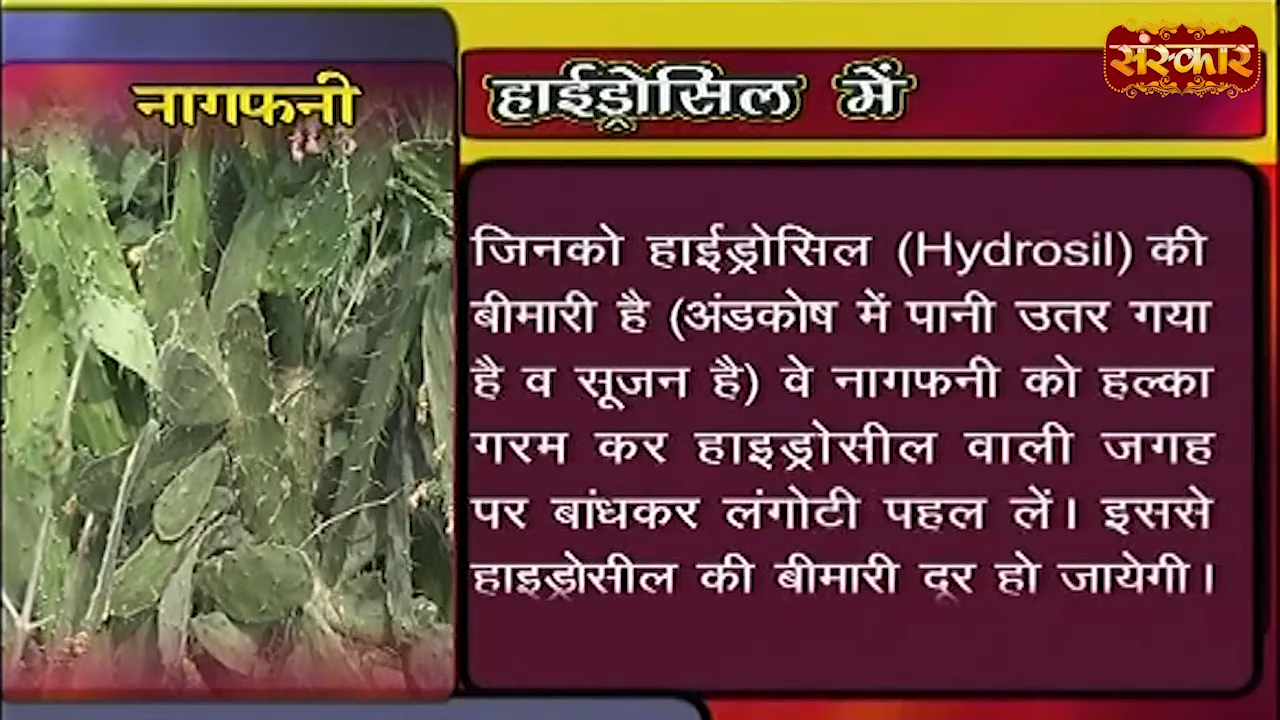 संस्कार
नागफनी
हाईड्रोसिल में
जिनको हाईड्रोसिल (Hydrosil) की
बीमारी है (अंडकोष में पानी उतर गया
है व सूजन है) वे नागफनी को हल्का
गरम कर हाइड्रोसील वाली जगह
पर बांधकर लंगोटी पहल लें। इससे
हाइड्रोसील की बीमारी दूर हो जायेगी।